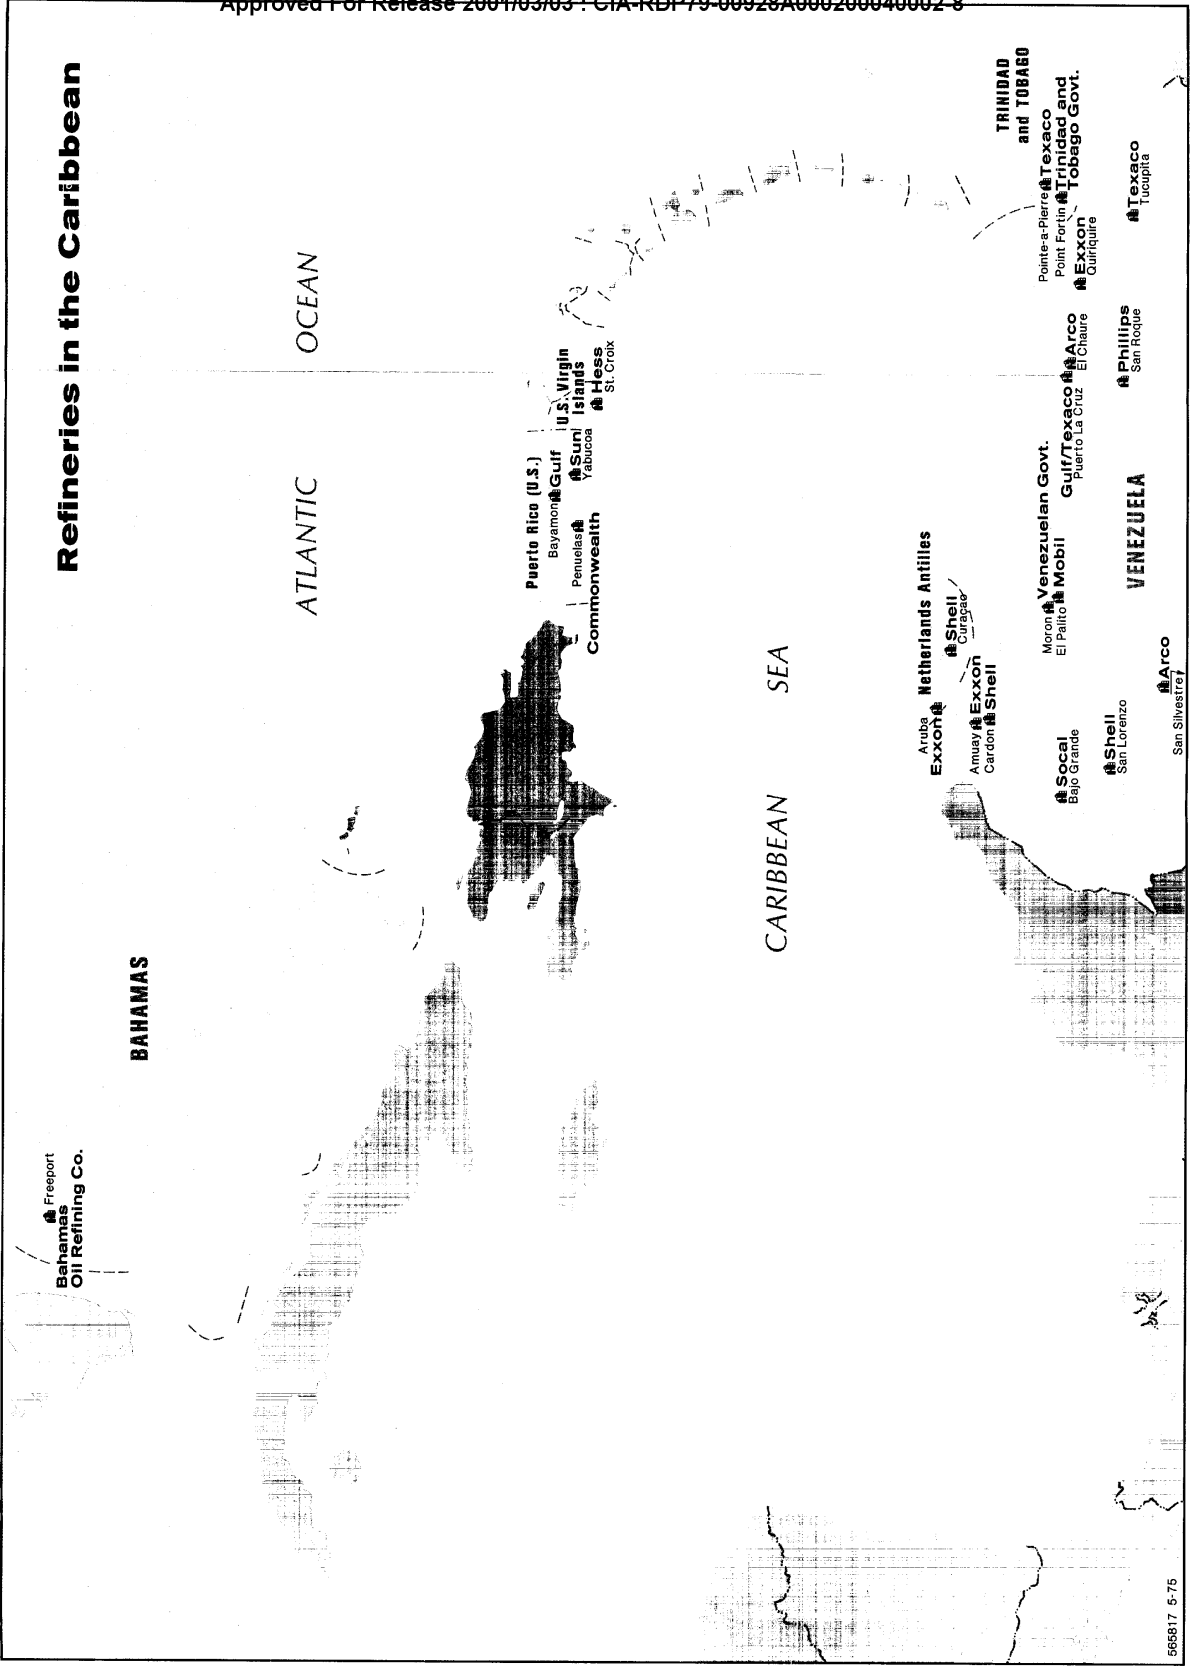 Approved For Release 2001/03/03 : CIA-RDP79-00928A000200040002-8
Refineries in the Caribbean
Freeport
Bahamas
Oil Refining Co.
BAHAMAS
ATLANTIC OCEAN
Puerto Rico (U.S.)
Bayamon Gulf
U.S. Virgin
Islands
Penuelas
Commonwealth
Sun
Yabucoa
Hess
St. Croix
CARIBBEAN SEA
Aruba
Exxon
Netherlands Antilles
Shell
Curaçao
Amuay Exxon
Cardon Shell
TRINIDAD
and TOBAGO
Pointe-a-Pierre Texaco
Point Fortin Trinidad and
Tobago Govt.
Moron Venezuelan Govt.
El Palito Mobil
Gulf/Texaco
Puerto La Cruz
Arco
El Chaure
Exxon
Quiriquire
Socal
Bajo Grande
Shell
San Lorenzo
VENEZUELA
Phillips
San Roque
Texaco
Tucupita
Arco
San Silvestre
565817 5-75